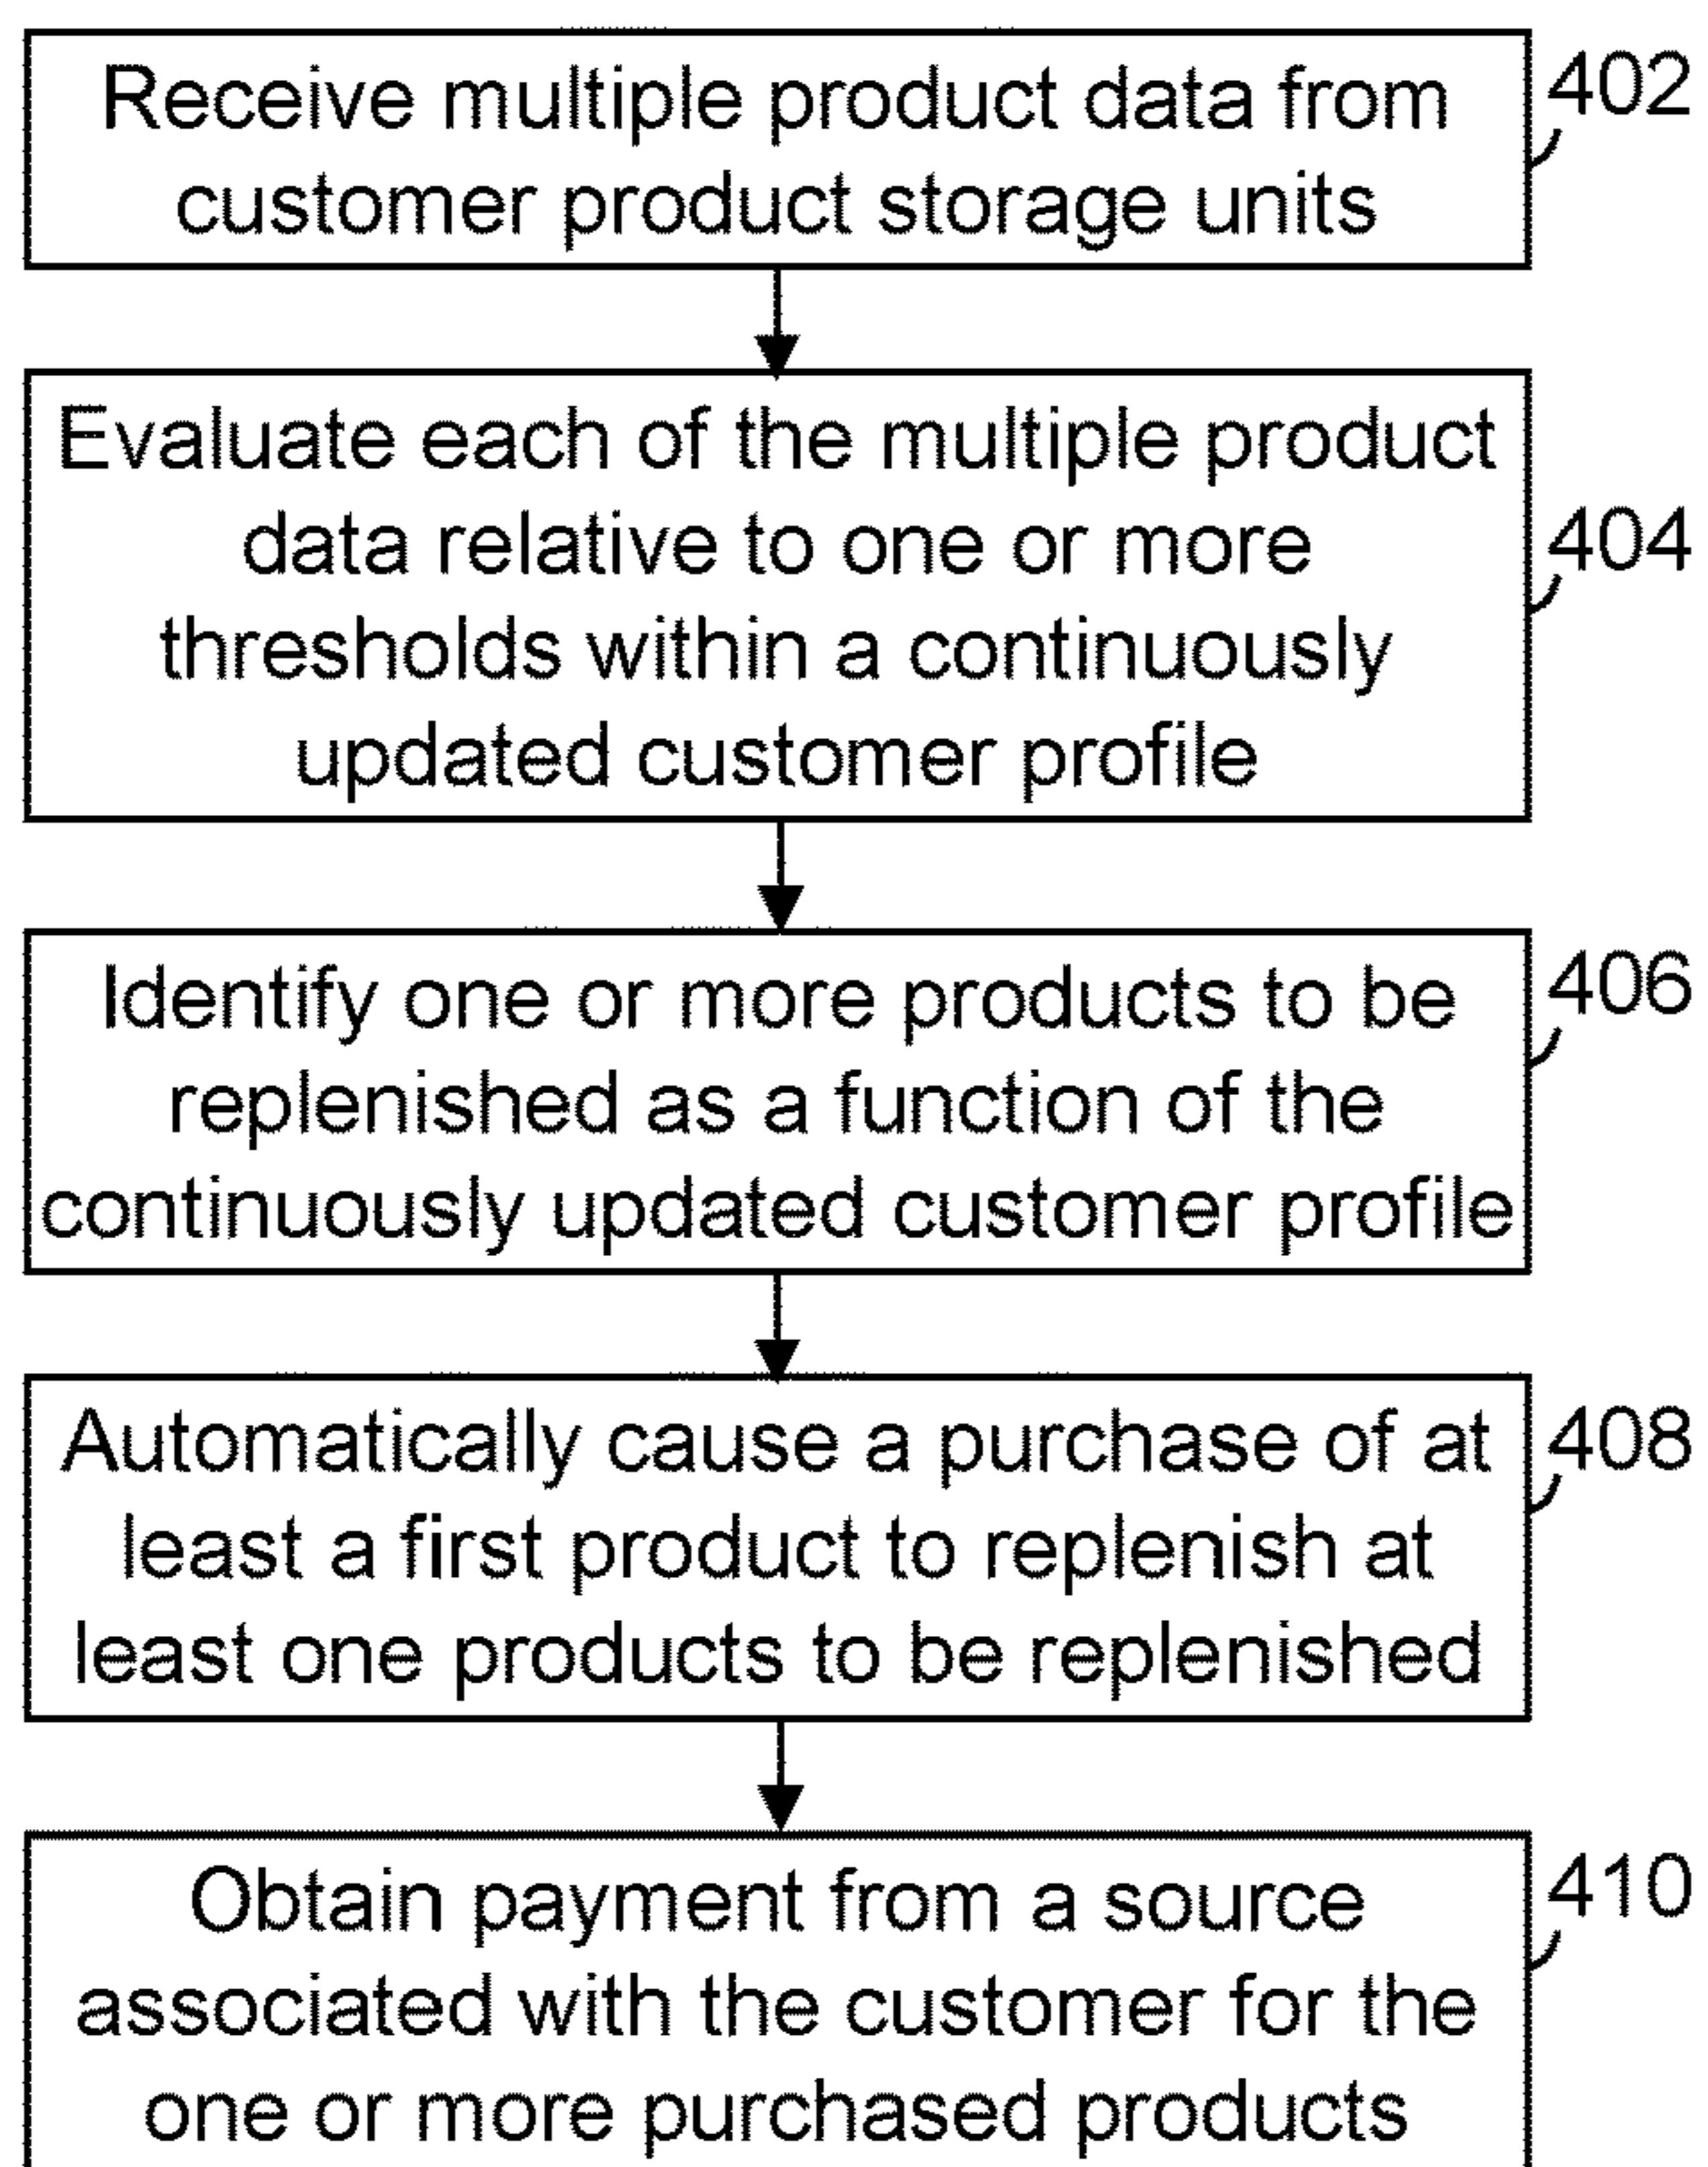 Receive multiple product data from
customer product storage units
402
Evaluate each of the multiple product
data relative to one or more
thresholds within a continuously
updated customer profile
404
Identify one or more products to be
replenished as a function of the
continuously updated customer profile
406
Automatically cause a purchase of at
least a first product to replenish at
least one products to be replenished
408
Obtain payment from a source
associated with the customer for the
one or more purchased products
410